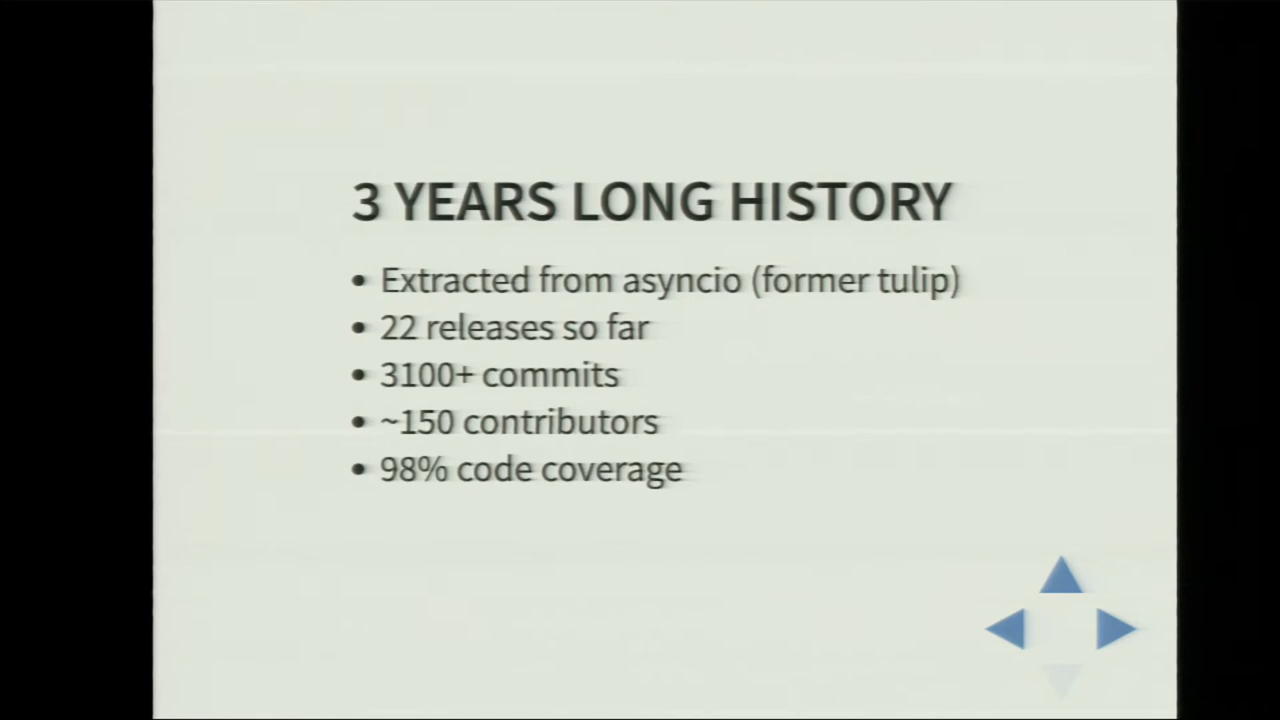 3 YEARS LONG HISTORY
• Extracted from asyncio (former tulip)
• 22 releases so far
• 3100+ commits
• ~150 contributors
• 98% code coverage